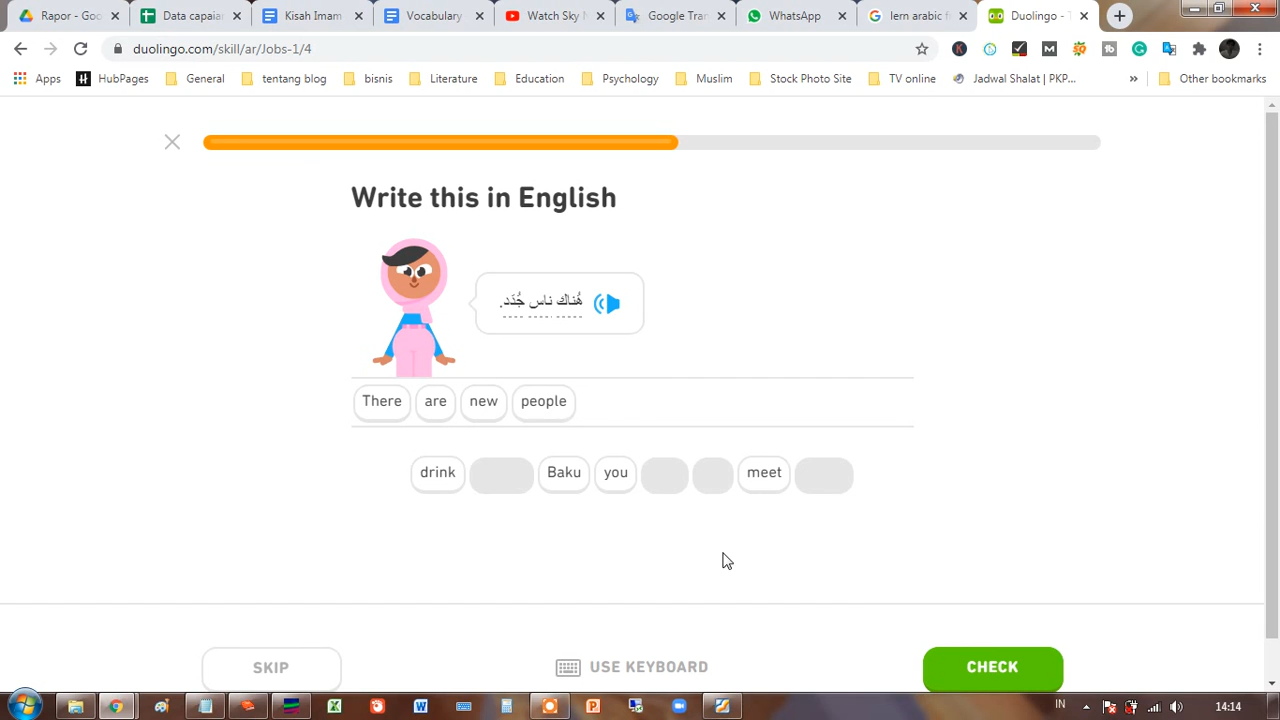 Rapor - Goo
Data capaia
Kitch Imam
Vocabulary
Watch Sky N
Google Tran
WhatsApp
lern arabic f
Duolingo - T
duolingo.com/skill/ar/Jobs-1/4
Apps
HubPages
General
tentang blog
bisnis
Literature
Education
Psychology
Muslim
Stock Photo Site
TV online
Jadwal Shalat | PKP...
Other bookmarks
Write this in English
هُناك ناس جُدَد.
There are new people
drink Baku you meet
SKIP
USE KEYBOARD
CHECK
IN
14:14